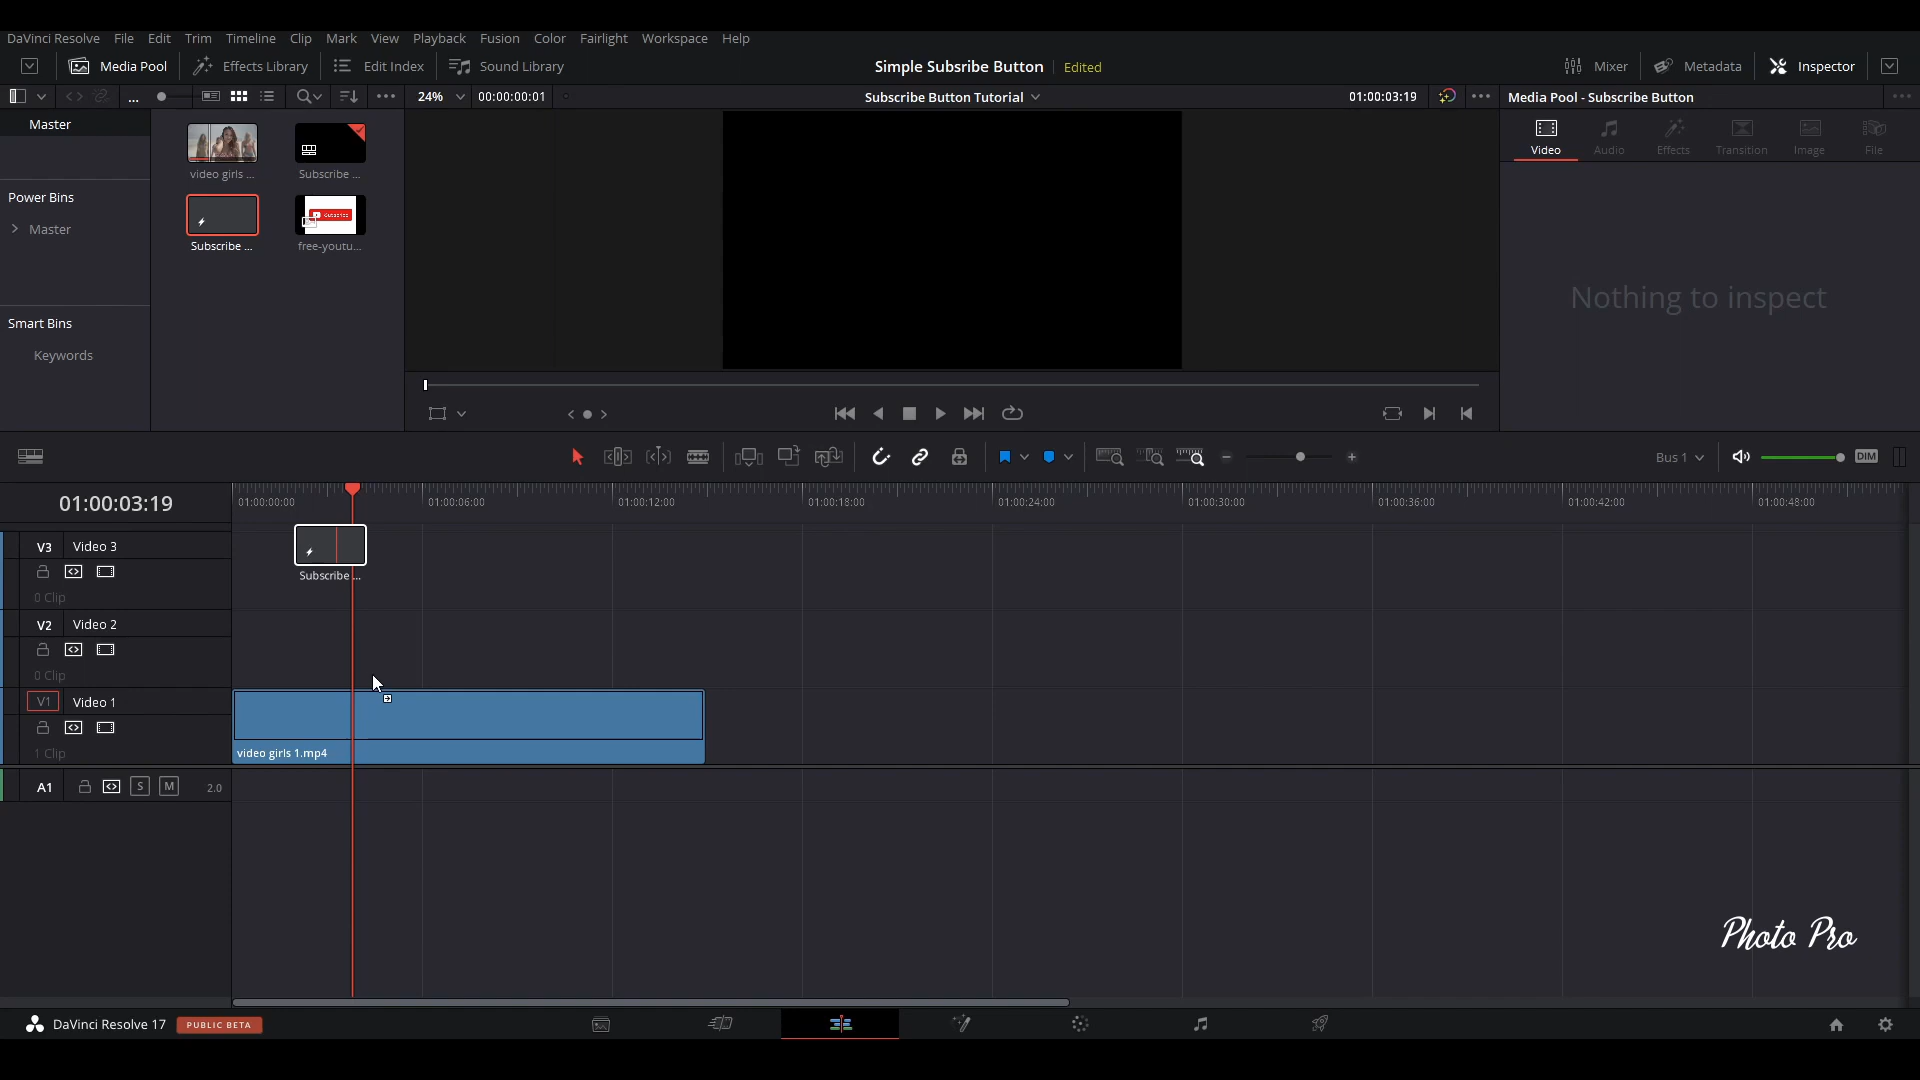 DaVinci Resolve File Edit Trim Timeline Clip Mark View Playback Fusion Color Fairlight Workspace Help
Media Pool Effects Library Edit Index Sound Library Simple Subsribe Button Edited Mixer Metadata Inspector
... 24% 00:00:00:01 Subscribe Button Tutorial 01:00:03:19 Media Pool - Subscribe Button
Master
Video Audio Effects Transition Image File
video girls ... Subscribe ...
Power Bins
Master
Subscribe ... free-youtu...
Nothing to inspect
Smart Bins
Keywords
Bus 1 DIM
01:00:03:19 01:00:00:00 01:00:06:00 01:00:12:00 01:00:18:00 01:00:24:00 01:00:30:00 01:00:36:00 01:00:42:00 01:00:48:00
V3 Video 3
Subscribe ...
0 Clip
V2 Video 2
0 Clip
V1 Video 1
1 Clip video girls 1.mp4
A1 S M 2.0
Photo Pro
DaVinci Resolve 17 PUBLIC BETA